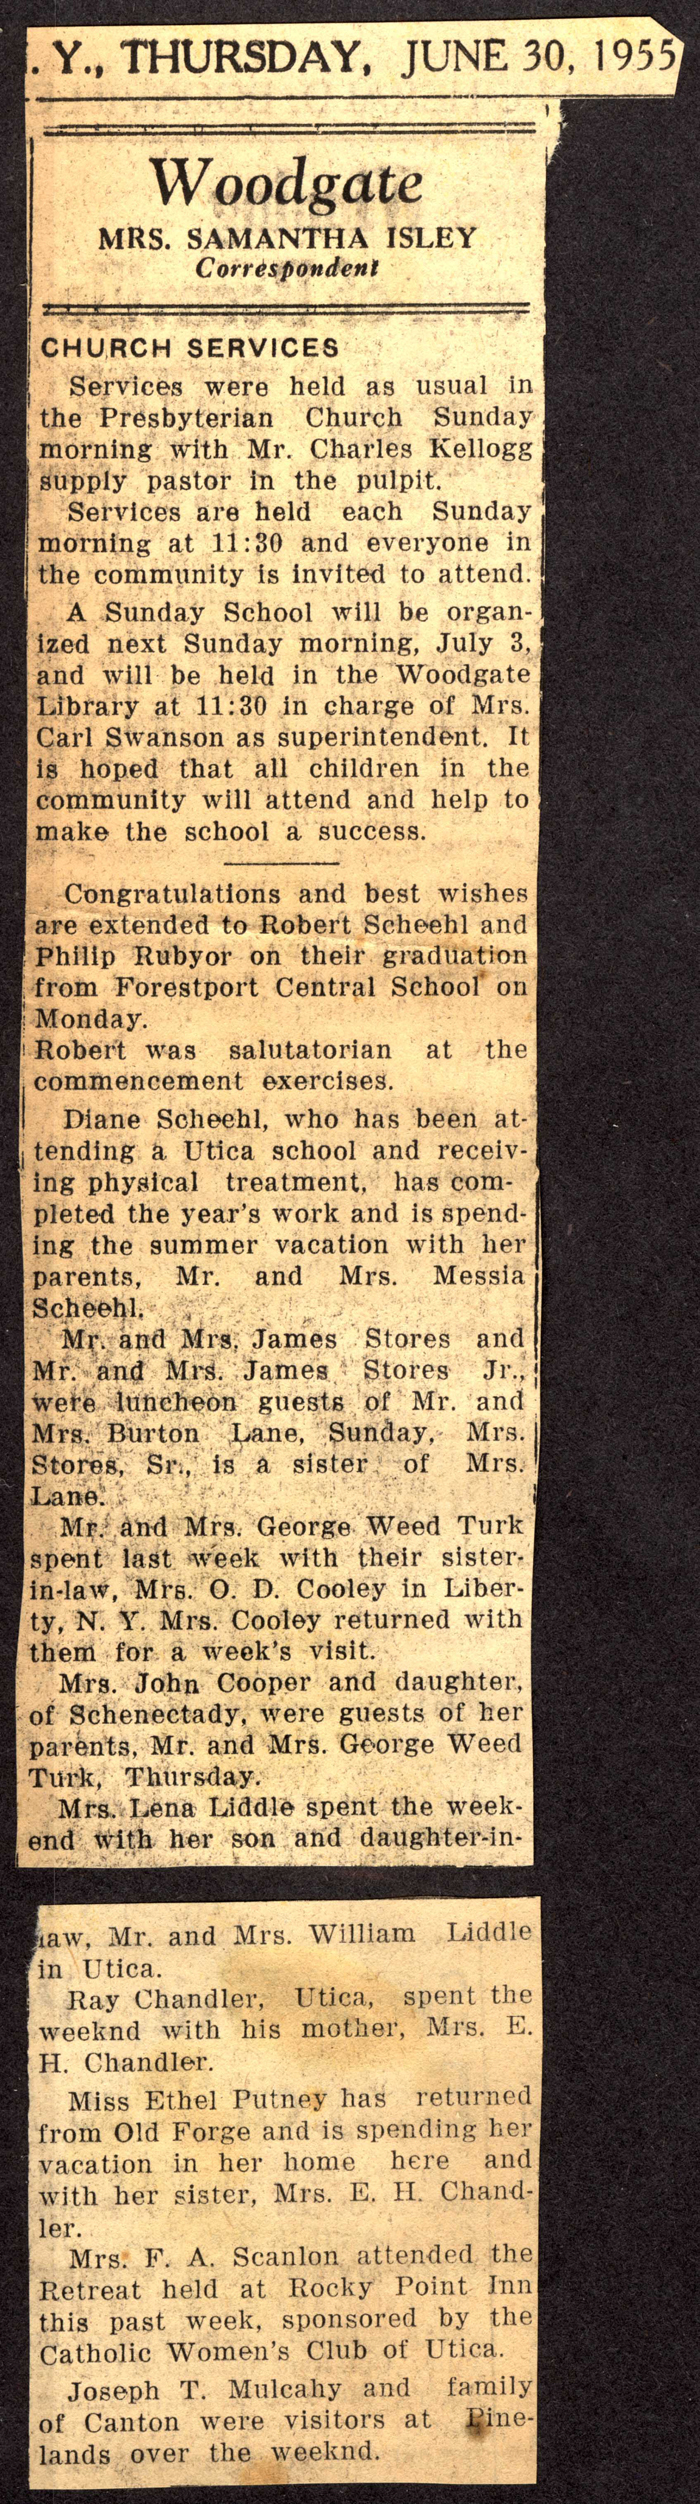 . Y., THURSDAY, JUNE 30, 1955
Woodgate
MRS. SAMANTHA ISLEY
Correspondent
CHURCH SERVICES
Services were held as usual in
the Presbyterian Church Sunday
morning with Mr. Charles Kellogg
supply pastor in the pulpit.
Services are held each Sunday
morning at 11:30 and everyone in
the community is invited to attend.
A Sunday School will be organ-
ized next Sunday morning, July 3,
and will be held in the Woodgate
Library at 11:30 in charge of Mrs.
Carl Swanson as superintendent. It
is hoped that all children in the
community will attend and help to
make the school a success.
Congratulations and best wishes
are extended to Robert Scheehl and
Philip Rubyor on their graduation
from Forestport Central School on
Monday.
Robert was salutatorian at the
commencement exercises.
Diane Scheehl, who has been at-
tending a Utica school and receiv-
ing physical treatment, has com-
pleted the year's work and is spend-
ing the summer vacation with her
parents, Mr. and Mrs. Messia
Scheehl.
Mr. and Mrs. James Stores and
Mr. and Mrs. James Stores Jr.,
were luncheon guests of Mr. and
Mrs. Burton Lane, Sunday, Mrs.
Stores, Sr., is a sister of Mrs.
Lane.
Mr. and Mrs. George Weed Turk
spent last week with their sister-
in-law, Mrs. O. D. Cooley in Liber-
ty, N. Y. Mrs. Cooley returned with
them for a week's visit.
Mrs. John Cooper and daughter,
of Schenectady, were guests of her
parents, Mr. and Mrs. George Weed
Turk, Thursday.
Mrs. Lena Liddle spent the week-
end with her son and daughter-in-
law, Mr. and Mrs. William Liddle
in Utica.
Ray Chandler, Utica, spent the
weeknd with his mother, Mrs. E.
H. Chandler.
Miss Ethel Putney has returned
from Old Forge and is spending her
vacation in her home here and
with her sister, Mrs. E. H. Chand-
ler.
Mrs. F. A. Scanlon attended the
Retreat held at Rocky Point Inn
this past week, sponsored by the
Catholic Women's Club of Utica.
Joseph T. Mulcahy and family
of Canton were visitors at Pine-
lands over the weeknd.